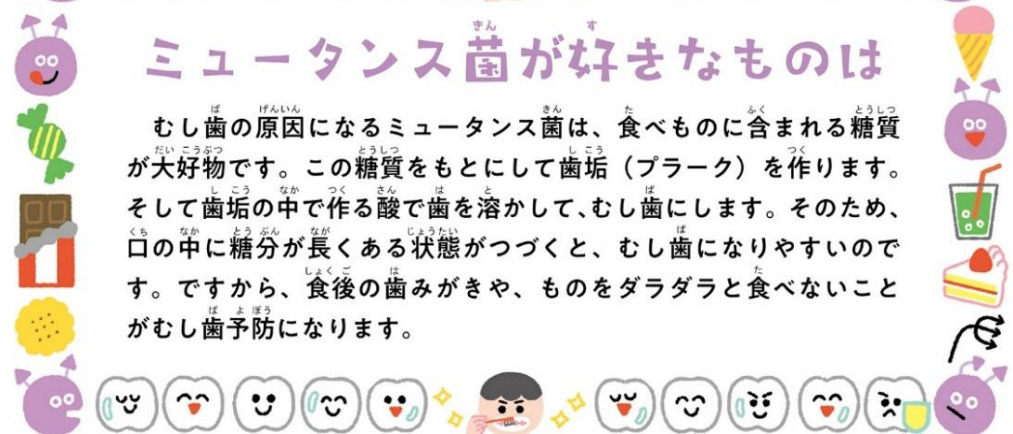 ミュータンス菌が好きなものは
むし歯の原因になるミュータンス菌は、食べものに含まれる糖質
が大好物です。この糖質をもとにして歯垢（プラーク）を作ります。
そして歯垢の中で作る酸で歯を溶かして、むし歯にします。そのため、
口の中に糖分が長くある状態がつづくと、むし歯になりやすいので
す。ですから、食後の歯みがきや、ものをダラダラと食べないこと
がむし歯予防になります。